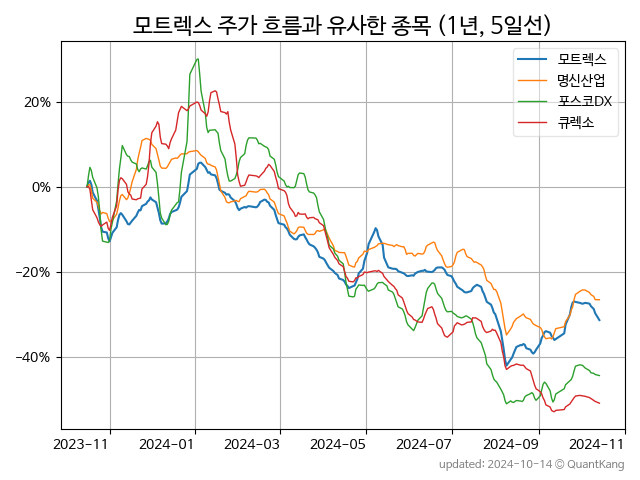 모트렉스 주가 흐름과 유사한 종목 (1년, 5일선)
모트렉스
명신산업
포스코DX
큐렉소
20%
0%
−20%
−40%
2023-11
2024-01
2024-03
2024-05
2024-07
2024-09
2024-11
updated: 2024-10-14 @ QuantKang